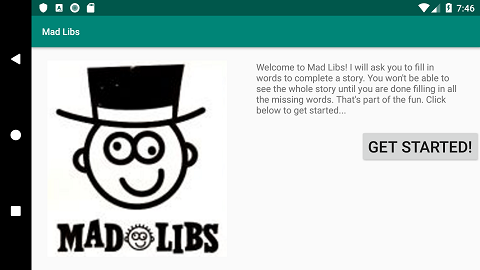 7:46
Mad Libs
Welcome to Mad Libs! I will ask you to fill in
words to complete a story. You won't be able to
see the whole story until you are done filling in all
the missing words. That's part of the fun. Click
below to get started...
GET STARTED!
MAD LIBS